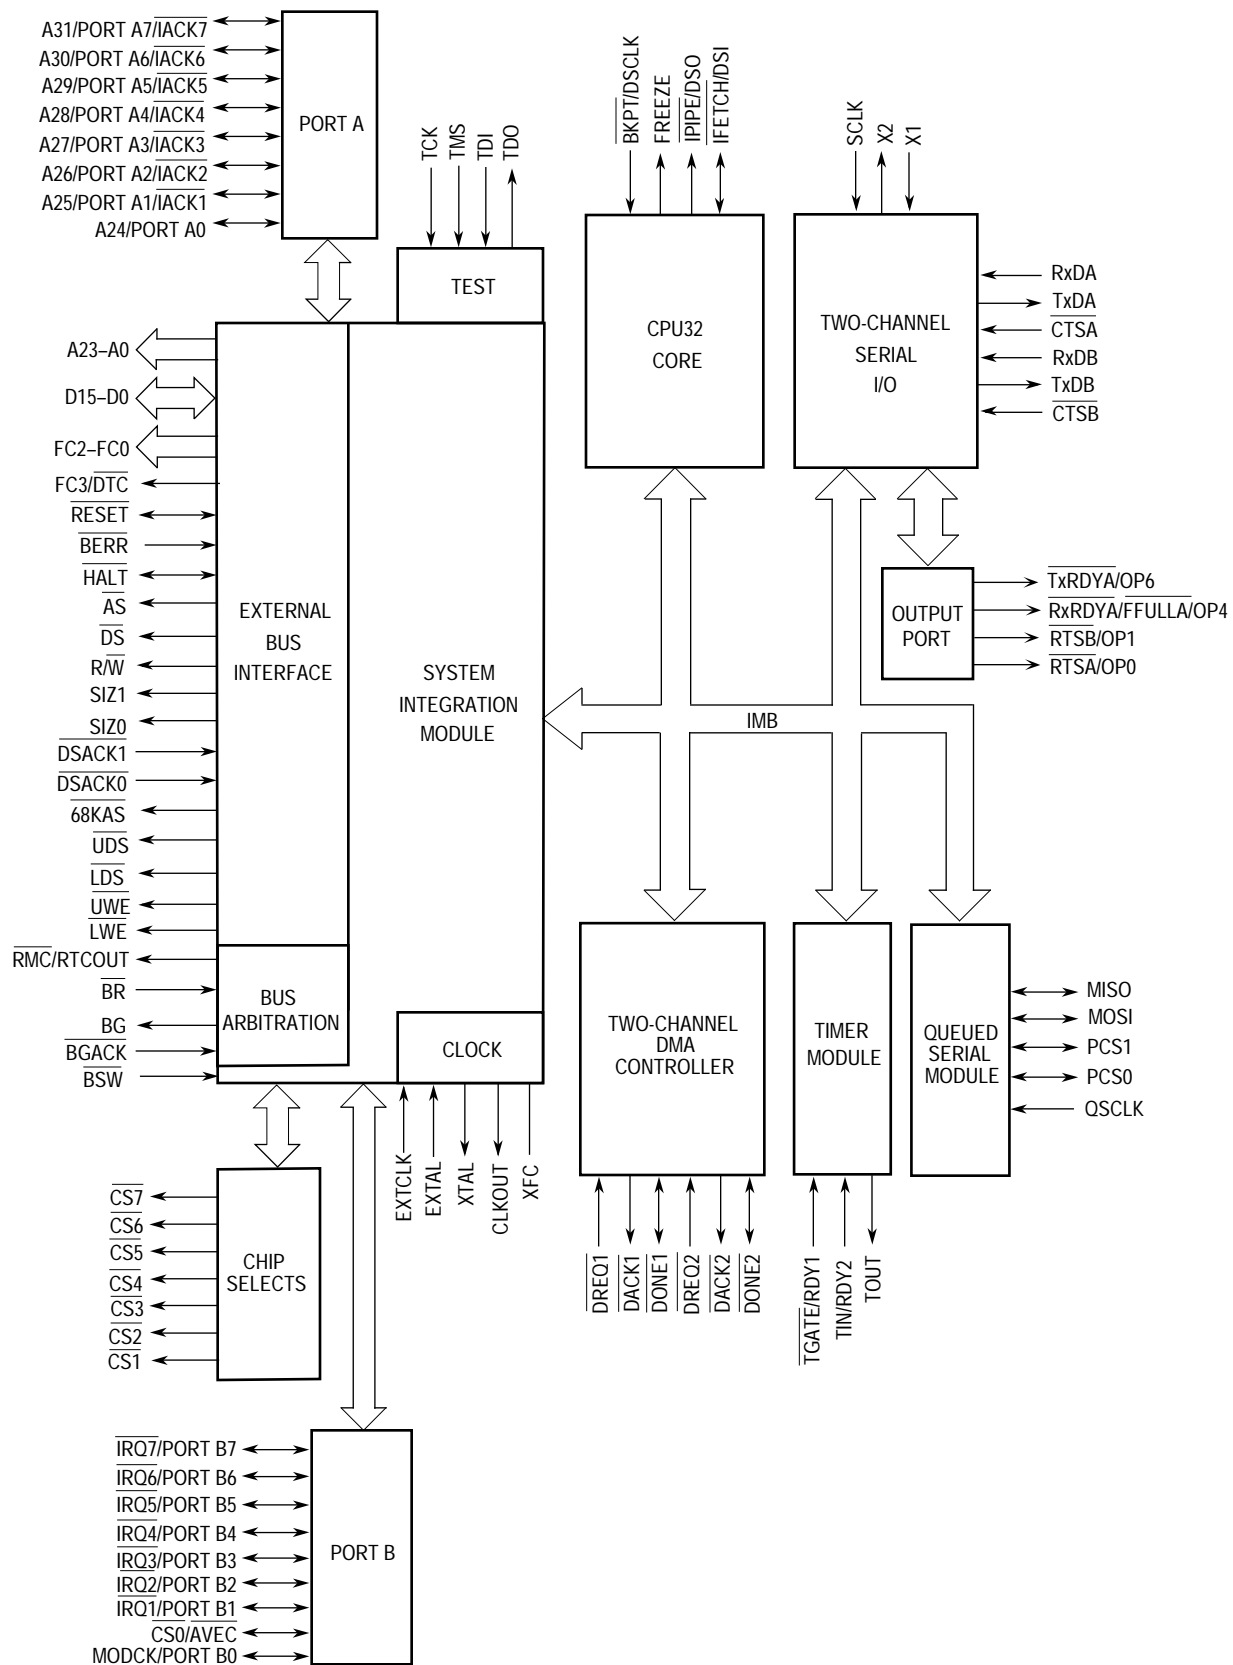 A31/PORT A7/IACK7
A30/PORT A6/IACK6
A29/PORT A5/IACK5
A28/PORT A4/IACK4
A27/PORT A3/IACK3
A26/PORT A2/IACK2
A25/PORT A1/IACK1
A24/PORT A0
PORT A
TCK
TMS
TDI
TDO
TEST
BKPT/DSCLK
FREEZE
IPIPE/DSO
IFETCH/DSI
CPU32
CORE
SCLK
X2
X1
TWO-CHANNEL
SERIAL
I/O
RxDA
TxDA
CTSA
RxDB
TxDB
CTSB
OUTPUT
PORT
TxRDYA/OP6
RxRDYA/FFULLA/OP4
RTSB/OP1
RTSA/OP0
A23–A0
D15–D0
FC2–FC0
FC3/DTC
RESET
BERR
HALT
AS
DS
R/W
SIZ1
SIZ0
DSACK1
DSACK0
68KAS
UDS
LDS
UWE
LWE
RMC/RTCOUT
BR
BG
BGACK
BSW
EXTERNAL
BUS
INTERFACE
SYSTEM
INTEGRATION
MODULE
IMB
BUS
ARBITRATION
CLOCK
EXTCLK
EXTAL
XTAL
CLKOUT
XFC
TWO-CHANNEL
DMA
CONTROLLER
DREQ1
DACK1
DONE1
DREQ2
DACK2
DONE2
TIMER
MODULE
TGATE/RDY1
TIN/RDY2
TOUT
QUEUED
SERIAL
MODULE
MISO
MOSI
PCS1
PCS0
QSCLK
CS7
CS6
CS5
CS4
CS3
CS2
CS1
CHIP
SELECTS
IRQ7/PORT B7
IRQ6/PORT B6
IRQ5/PORT B5
IRQ4/PORT B4
IRQ3/PORT B3
IRQ2/PORT B2
IRQ1/PORT B1
CS0/AVEC
MODCK/PORT B0
PORT B